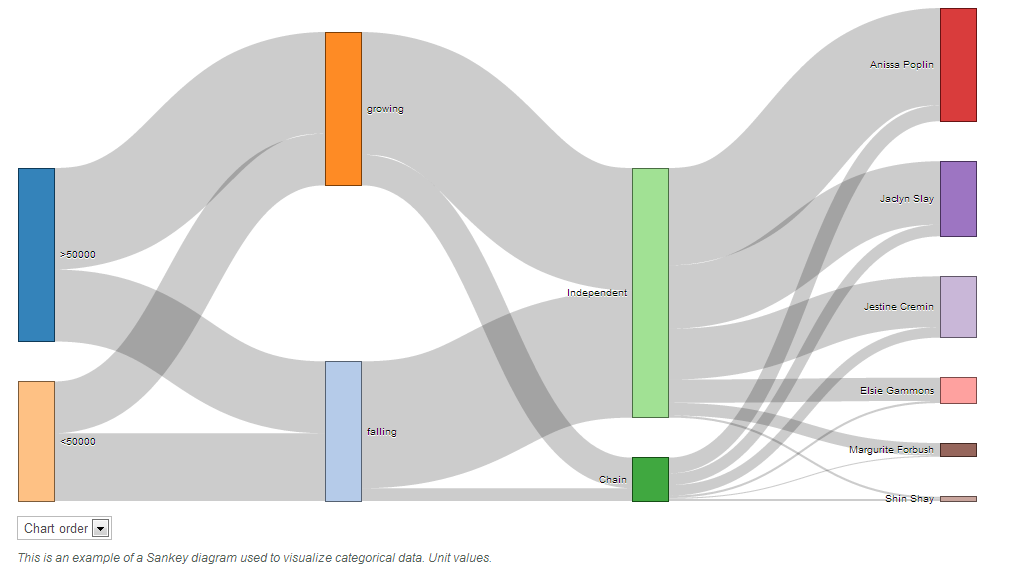 Anissa Poplin
growing
Jaclyn Slay
>50000
Independent
Jestine Cremin
Elsie Gammons
falling
<50000
Margurite Forbush
Chain
Shin Shay
Chart order
This is an example of a Sankey diagram used to visualize categorical data. Unit values.